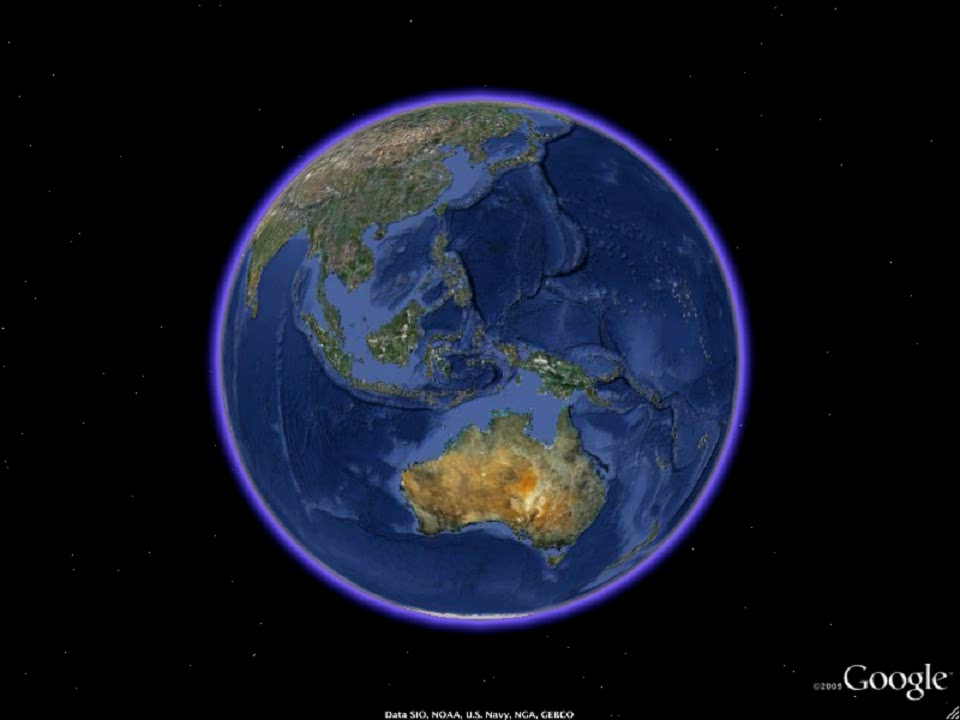 ©2009 Google
Data SIO, NOAA, U.S. Navy, NGA, GEBCO